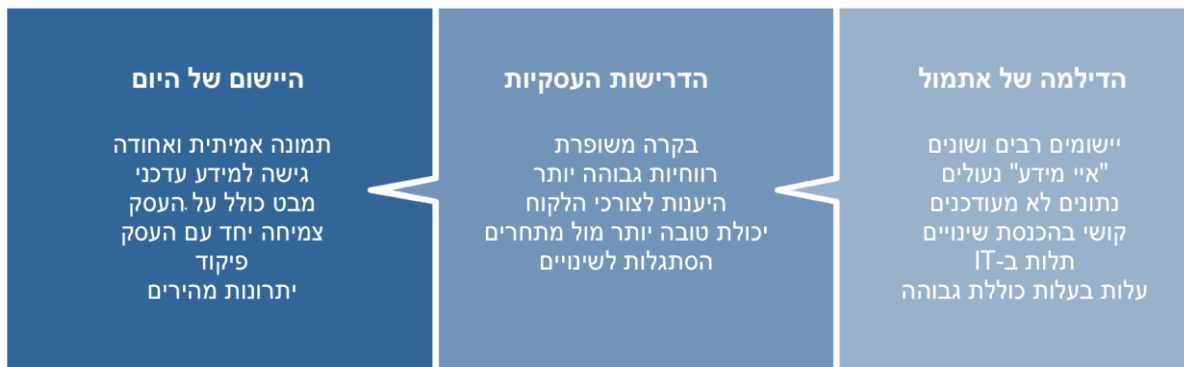 הדילמה של אתמול
יישומים רבים ושונים
"איי מידע" נעולים
נתונים לא מעודכנים
קושי בהכנסת שינויים
תלות ב-IT
עלות בעלות כוללת גבוהה
הדרישות העסקיות
בקרה משופרת
רווחיות גבוהה יותר
היענות לצורכי הלקוח
יכולת טובה יותר מול מתחרים
הסתגלות לשינויים
היישום של היום
תמונה אמיתית ואחודה
גישה למידע עדכני
מבט כולל על העסק
צמיחה יחד עם העסק
פיקוד
יתרונות מהירים